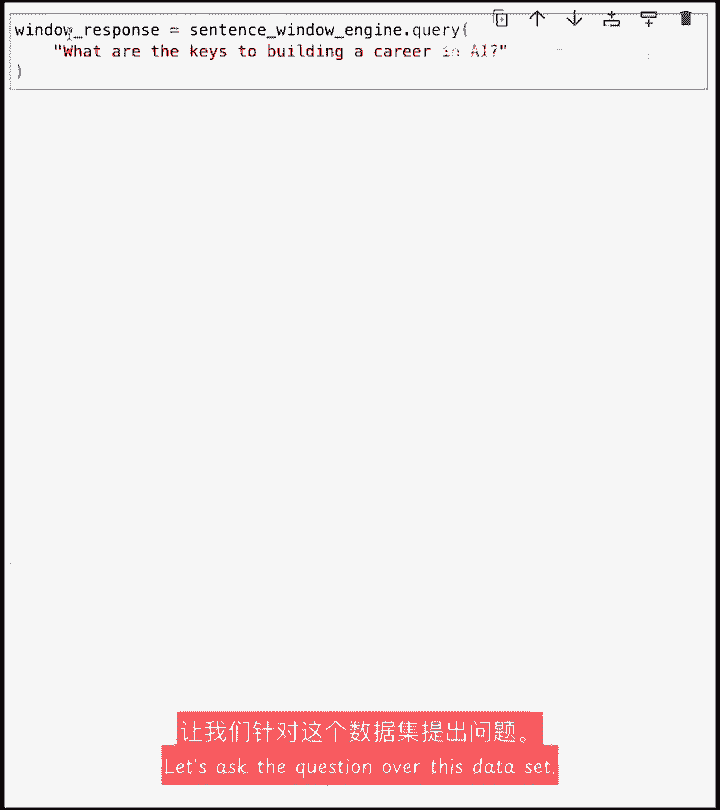 window_response = sentence_window_engine.query(
    "What are the keys to building a career in AI?"
)
让我们针对这个数据集提出问题。
Let's ask the question over this data set.